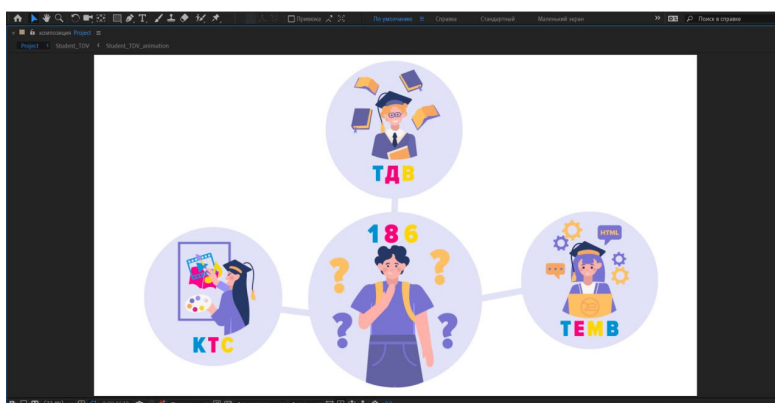 Привязка По умолчанию Справка Стандартный Маленький экран » Поиск в справке
композиция Project
Project Student_TDV Student_TDV_animation
ТДВ
186
HTML
КТС
ТЕМВ